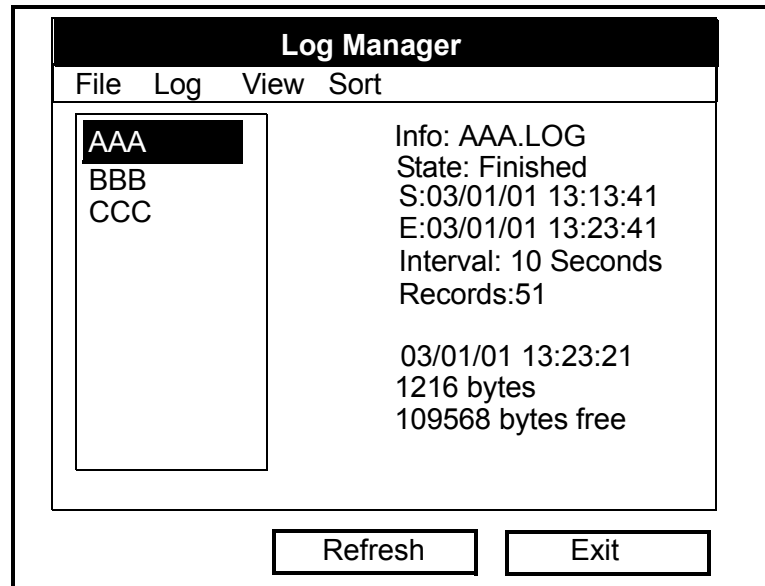 Log Manager
File Log View Sort
AAA
BBB
CCC
Info: AAA.LOG
State: Finished
S:03/01/01 13:13:41
E:03/01/01 13:23:41
Interval: 10 Seconds
Records:51
03/01/01 13:23:21
1216 bytes
109568 bytes free
Refresh Exit